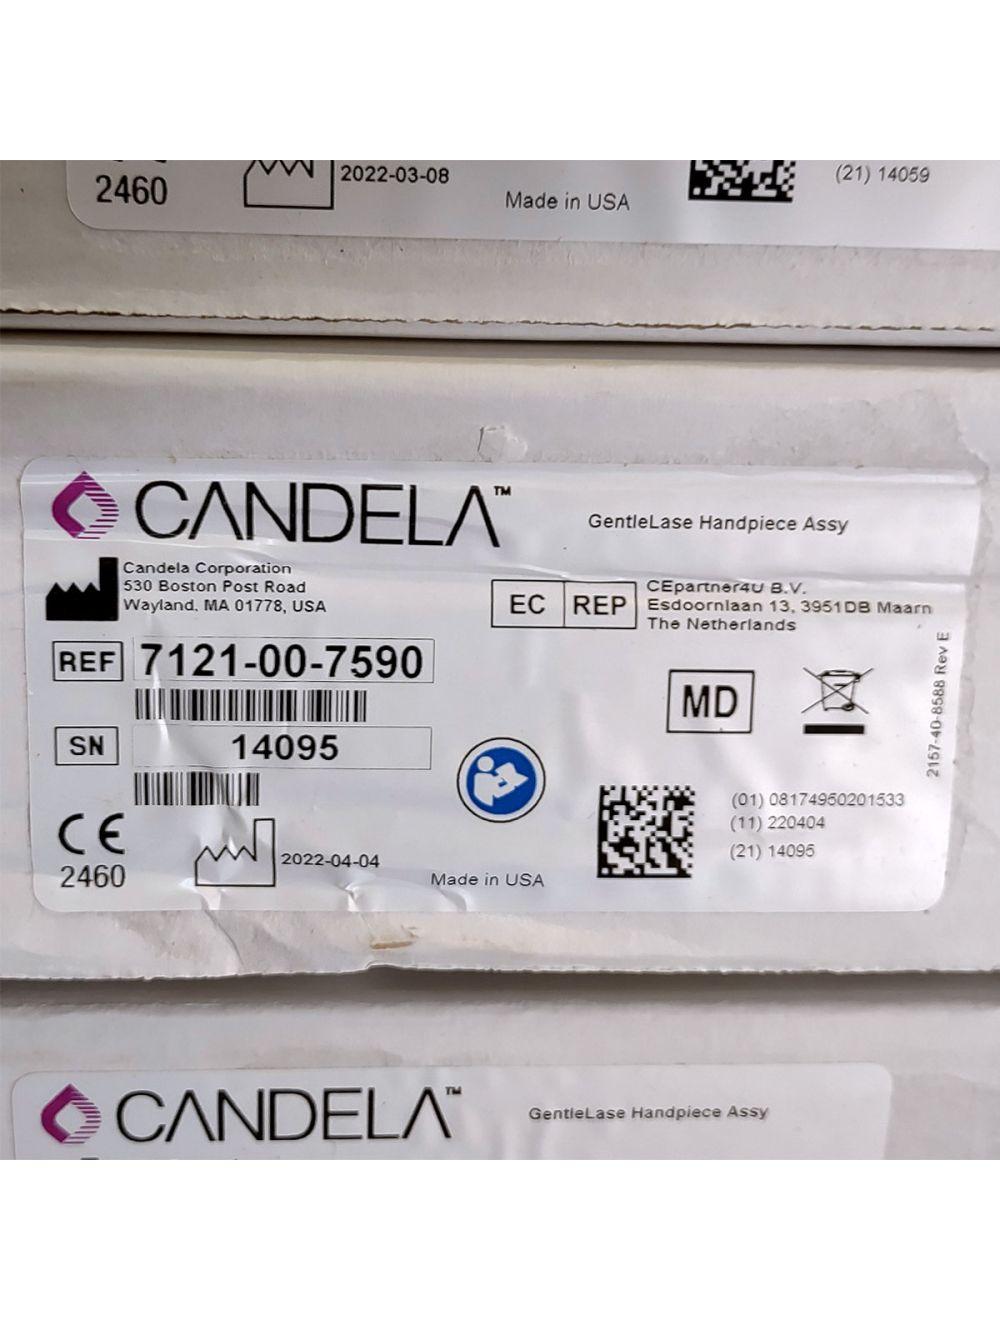 2460
2022-03-08
Made in USA
(21) 14059
CANDELA™
GentleLase Handpiece Assy
Candela Corporation
530 Boston Post Road
Wayland, MA 01778, USA
EC REP
CEpartner4U B.V.
Esdoornlaan 13, 3951DB Maarn
The Netherlands
REF 7121-00-7590
MD
SN 14095
2157-40-8588 Rev E
CE
2460
2022-04-04
Made in USA
(01) 08174950201533
(11) 220404
(21) 14095
CANDELA™
GentleLase Handpiece Assy